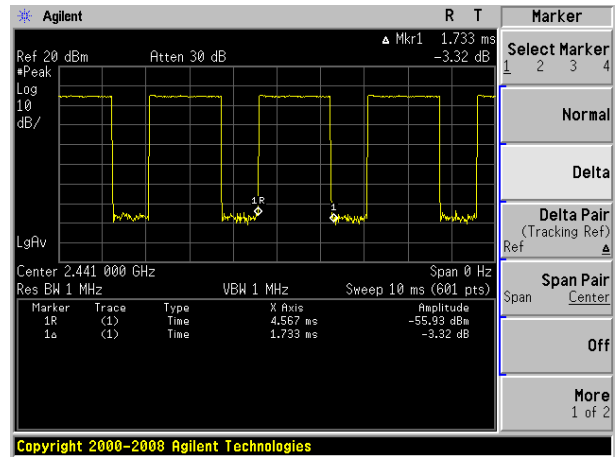 Agilent R T Marker
Δ Mkr1 1.733 ms
Ref 20 dBm Atten 30 dB -3.32 dB
#Peak
Log
10
dB/
1R
1
LgAv
Center 2.441 000 GHz Span 0 Hz
Res BW 1 MHz VBW 1 MHz Sweep 10 ms (601 pts)
Marker Trace Type X Axis Amplitude
1R (1) Time 4.567 ms -55.93 dBm
1Δ (1) Time 1.733 ms -3.32 dB
Copyright 2000-2008 Agilent Technologies
Select Marker
1 2 3 4
Normal
Delta
Delta Pair
(Tracking Ref)
Ref Δ
Span Pair
Span Center
Off
More
1 of 2